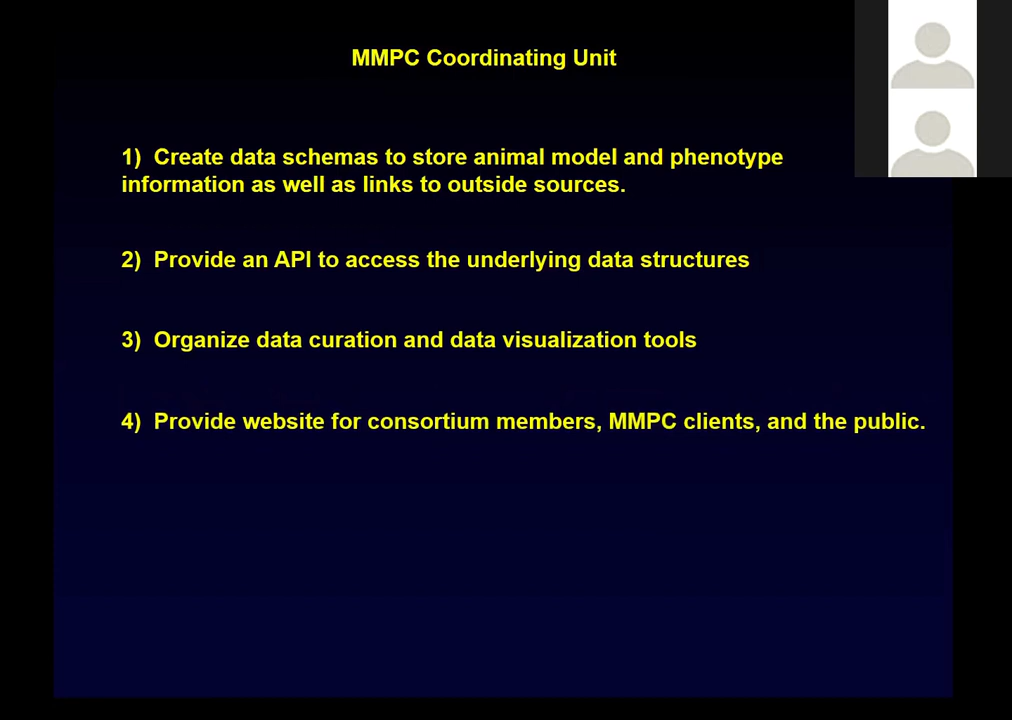 MMPC Coordinating Unit
1) Create data schemas to store animal model and phenotype
information as well as links to outside sources.
2) Provide an API to access the underlying data structures
3) Organize data curation and data visualization tools
4) Provide website for consortium members, MMPC clients, and the public.